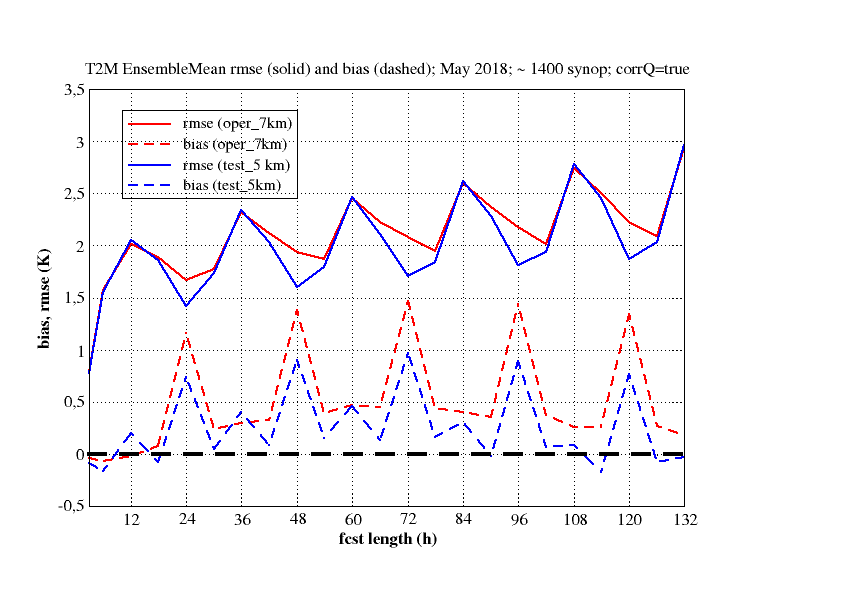 T2M EnsembleMean rmse (solid) and bias (dashed); May 2018; ~ 1400 synop; corrQ=true
3,5
3
2,5
2
1,5
1
0,5
0
-0,5
bias, rmse (K)
rmse (oper_7km)
bias (oper_7km)
rmse (test_5 km)
bias (test_5km)
12 24 36 48 60 72 84 96 108 120 132
fcst length (h)